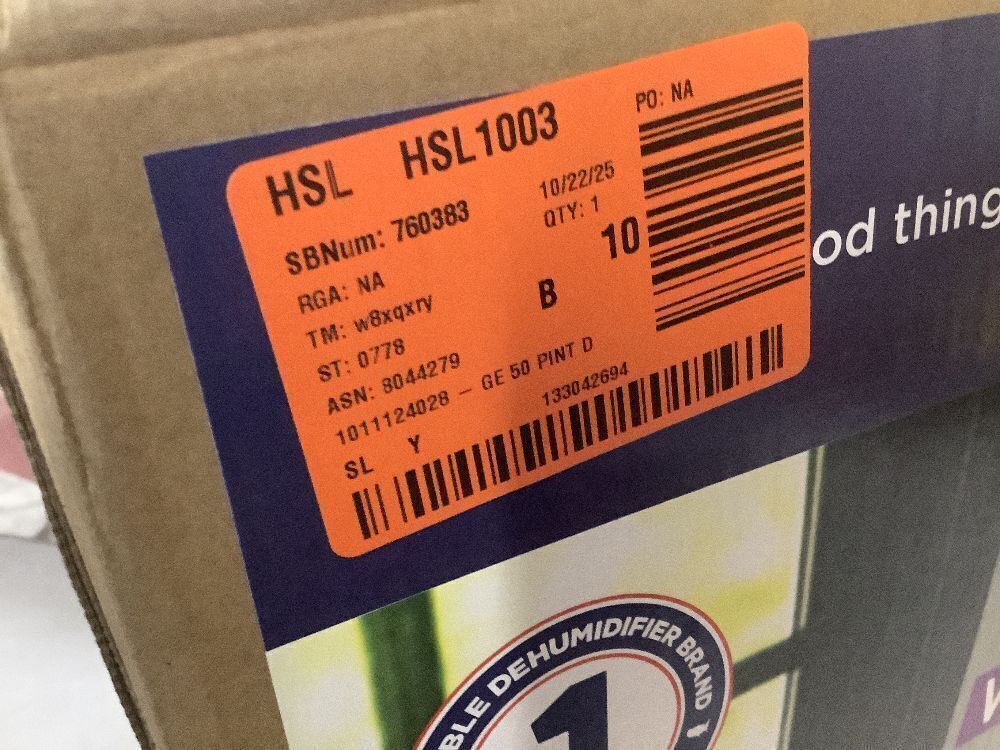 HSL HSL1003 PO: NA
SBNum: 760383 10/22/25
RGA: NA QTY: 1
TM: w8xqxry B 10
ST: 0778
ASN: 8044279
1011124028 - GE 50 PINT D
SL Y 133042694
od thing
BLE DEHUMIDIFIER BRAND
1